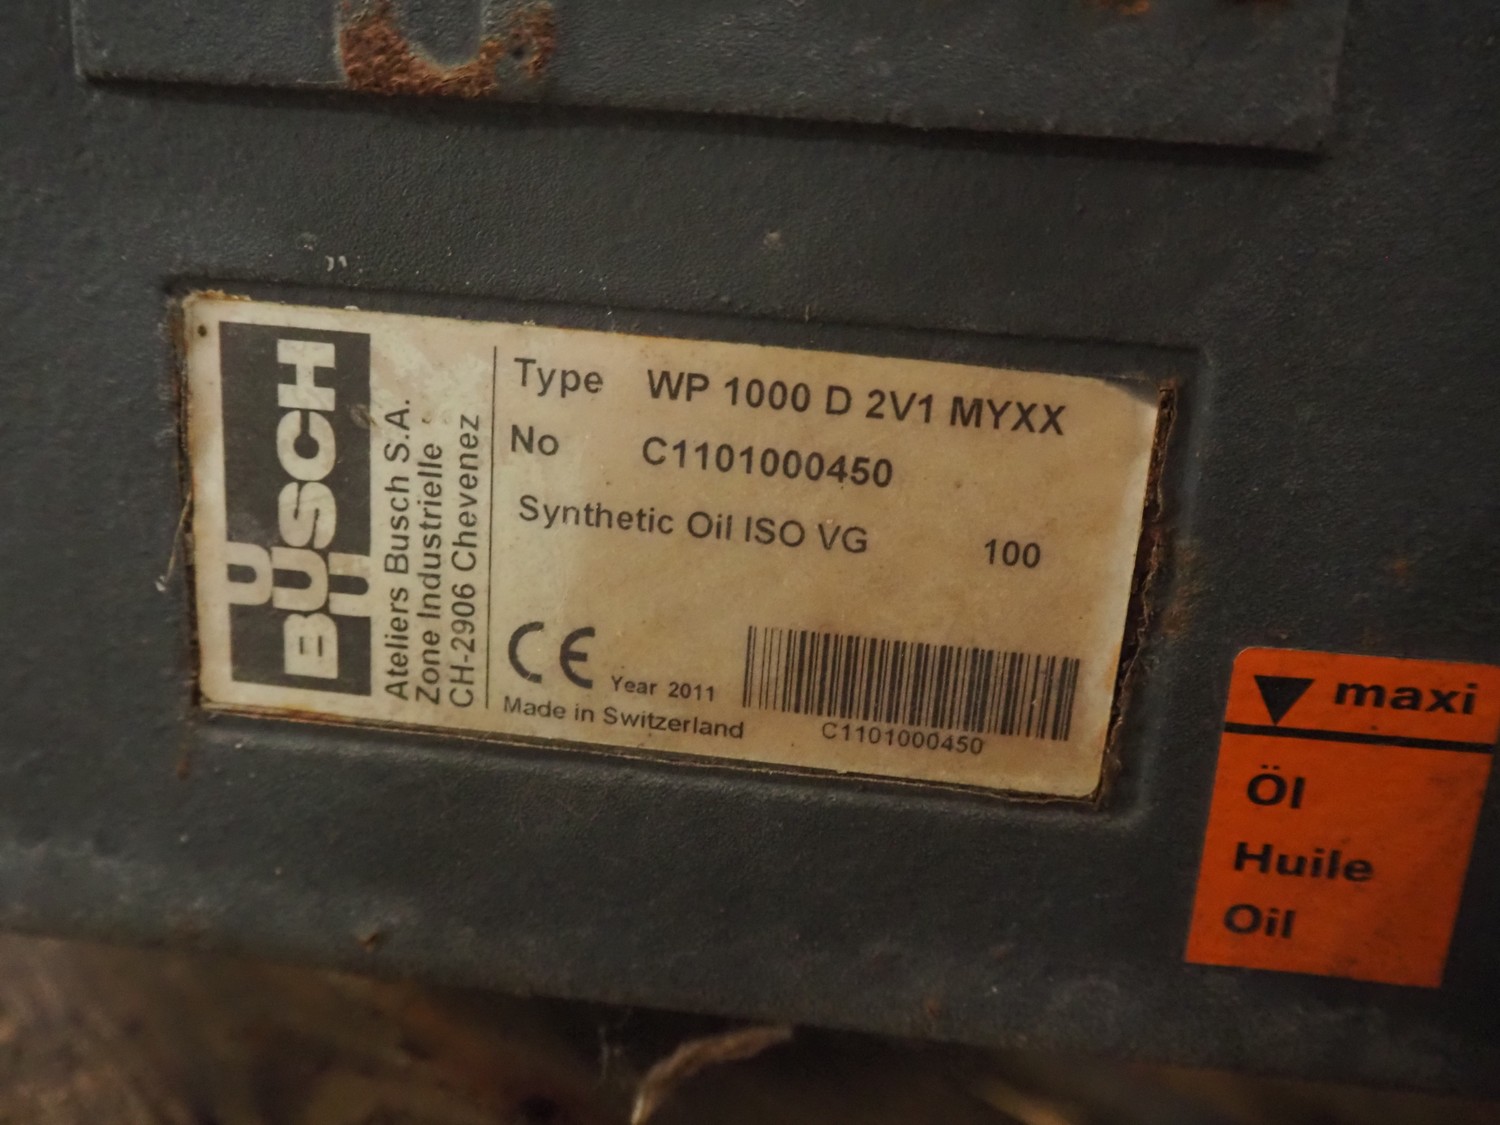 BUSCH
Ateliers Busch S.A.
Zone Industrielle
CH-2906 Chevenez
Type WP 1000 D 2V1 MYXX
No C1101000450
Synthetic Oil ISO VG 100
CE Year 2011
Made in Switzerland
C1101000450
maxi
Öl
Huile
Oil